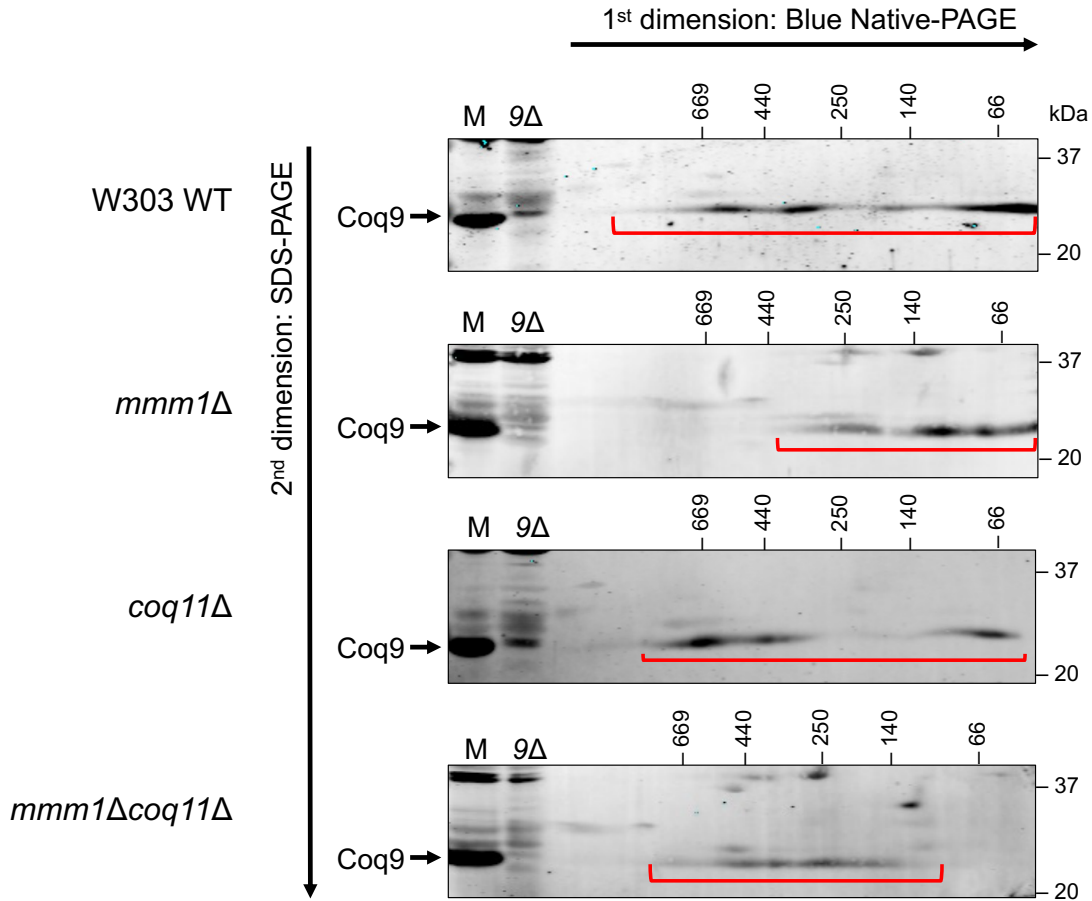 1st dimension: Blue Native-PAGE
2nd dimension: SDS-PAGE
669 440 250 140 66 kDa
M 9Δ
37
W303 WT
Coq9
20
669 440 250 140 66
M 9Δ
37
mmm1Δ
Coq9
20
669 440 250 140 66
M 9Δ
37
coq11Δ
Coq9
20
669 440 250 140 66
M 9Δ
37
mmm1Δcoq11Δ
Coq9
20